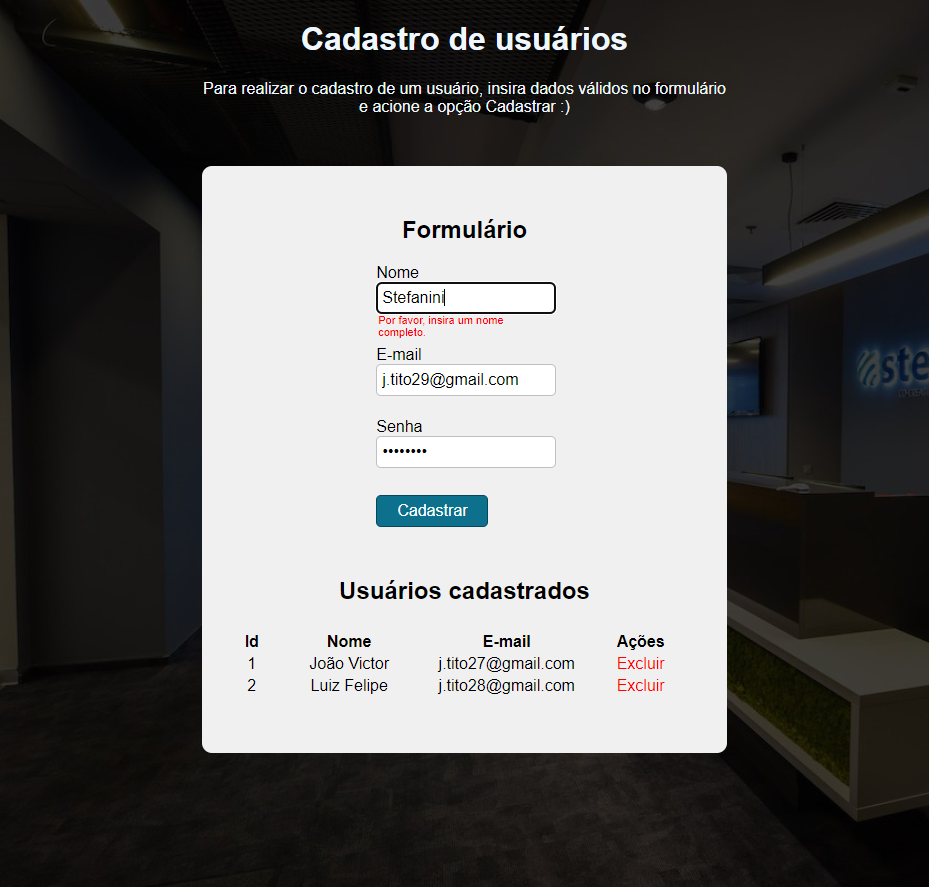 Cadastro de usuários
Para realizar o cadastro de um usuário, insira dados válidos no formulário
e acione a opção Cadastrar :)
Formulário
Nome
Stefanini
Por favor, insira um nome
completo.
E-mail
j.tito29@gmail.com
Senha
••••••••
Cadastrar
ste
Usuários cadastrados
Id Nome E-mail Ações
1 João Victor j.tito27@gmail.com Excluir
2 Luiz Felipe j.tito28@gmail.com Excluir